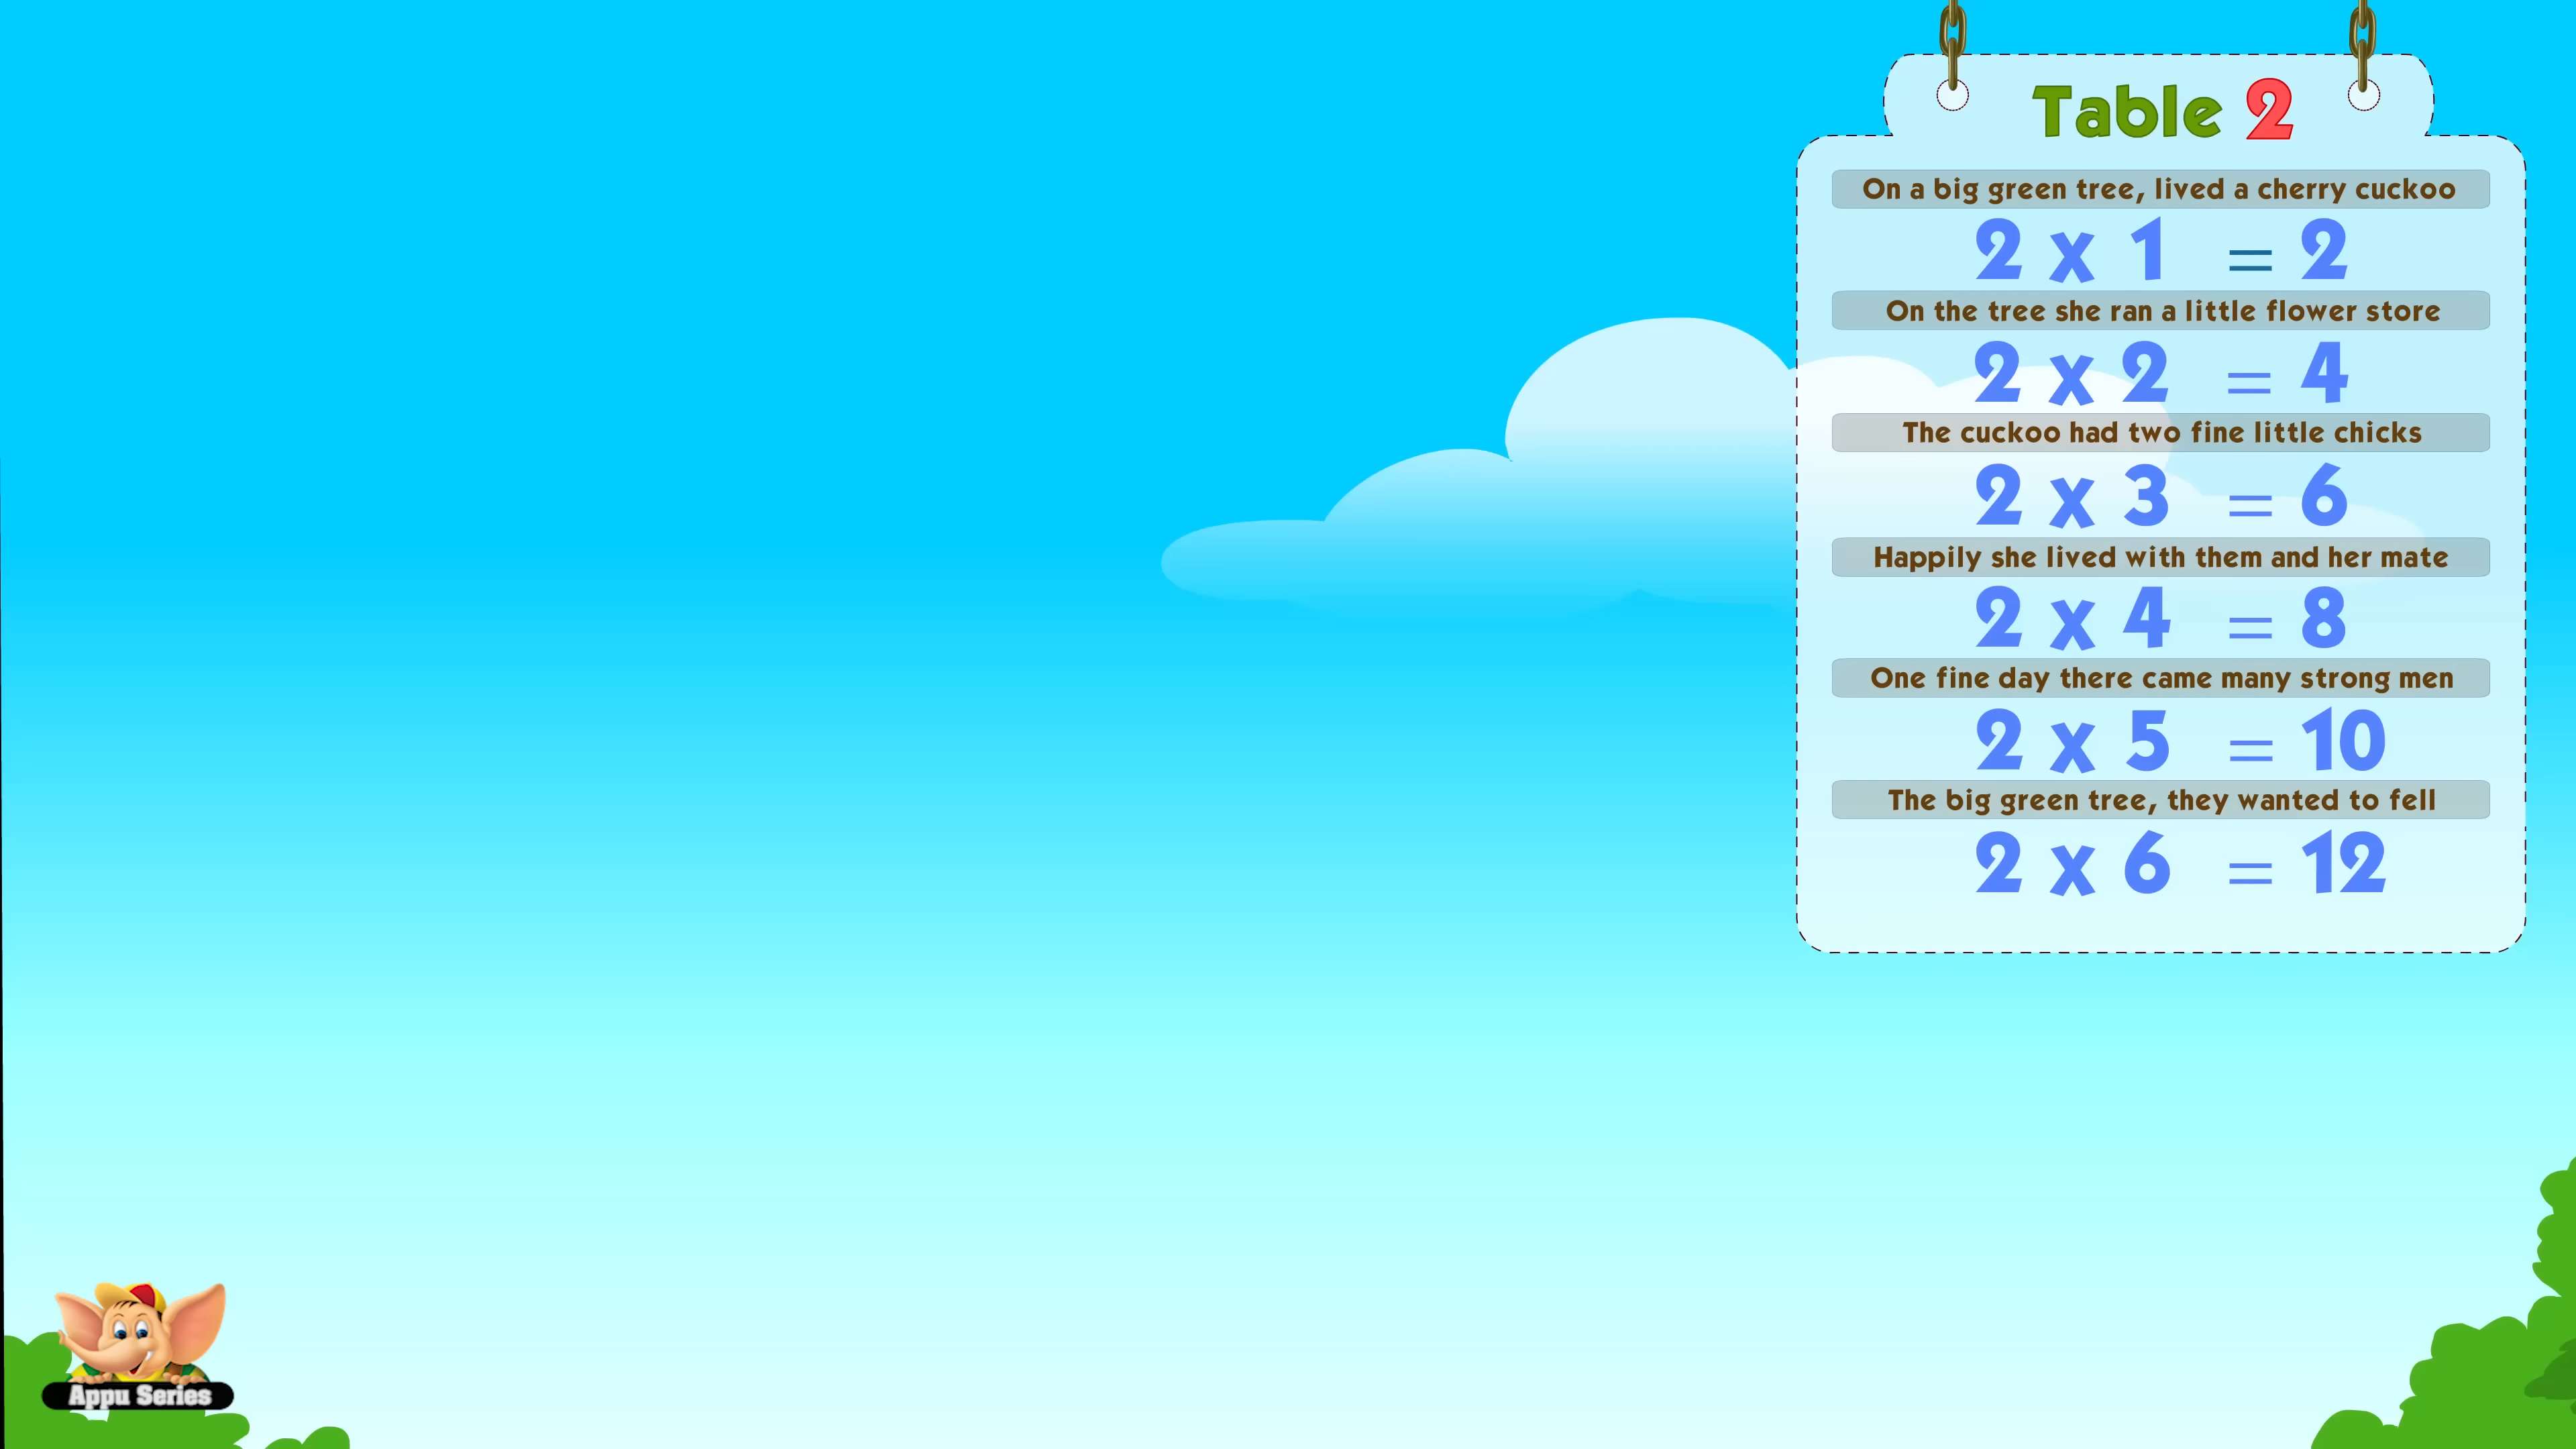 Table 2
On a big green tree, lived a cherry cuckoo
2 x 1 = 2
On the tree she ran a little flower store
2 x 2 = 4
The cuckoo had two fine little chicks
2 x 3 = 6
Happily she lived with them and her mate
2 x 4 = 8
One fine day there came many strong men
2 x 5 = 10
The big green tree, they wanted to fell
2 x 6 = 12
Appu Series